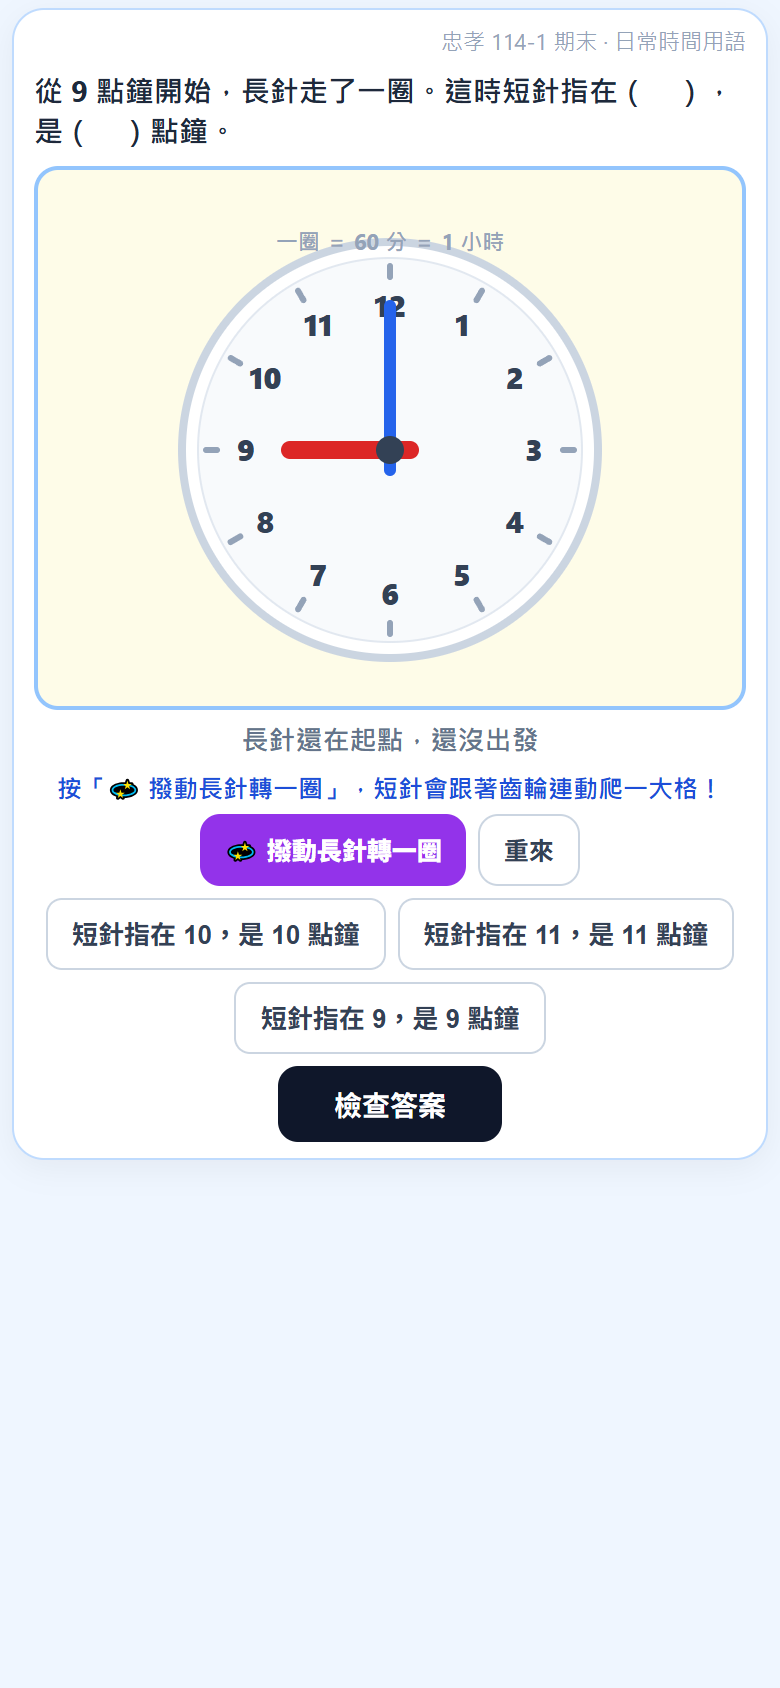 忠孝 114-1 期末 · 日常時間用語
從 9 點鐘開始，長針走了一圈。這時短針指在 (　　) ，
是 (　　) 點鐘。
一圈 = 60 分 = 1 小時
12
11
1
10
2
9
3
8
4
7
5
6
長針還在起點，還沒出發
按「💫 撥動長針轉一圈」，短針會跟著齒輪連動爬一大格！
💫 撥動長針轉一圈
重來
短針指在 10，是 10 點鐘
短針指在 11，是 11 點鐘
短針指在 9，是 9 點鐘
檢查答案